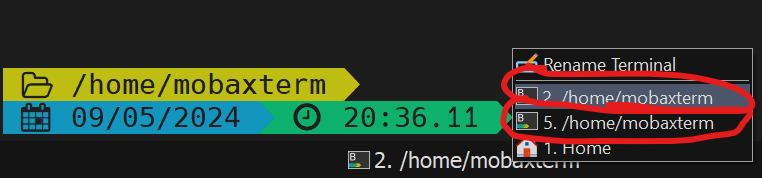 Rename Terminal
/home/mobaxterm
2. /home/mobaxterm
09/05/2024 20:36.11
5. /home/mobaxterm
1. Home
2. /home/mobaxterm